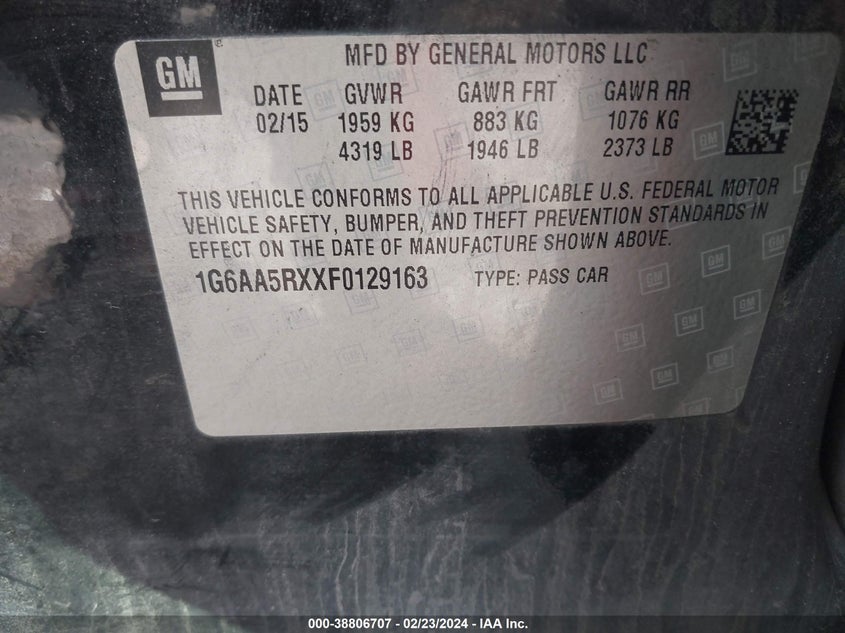 GM
MFD BY GENERAL MOTORS LLC
DATE GVWR GAWR FRT GAWR RR
02/15 1959 KG 883 KG 1076 KG
4319 LB 1946 LB 2373 LB
THIS VEHICLE CONFORMS TO ALL APPLICABLE U.S. FEDERAL MOTOR
VEHICLE SAFETY, BUMPER, AND THEFT PREVENTION STANDARDS IN
EFFECT ON THE DATE OF MANUFACTURE SHOWN ABOVE.
1G6AA5RXXF0129163 TYPE: PASS CAR
000-38806707 - 02/23/2024 - IAA Inc.